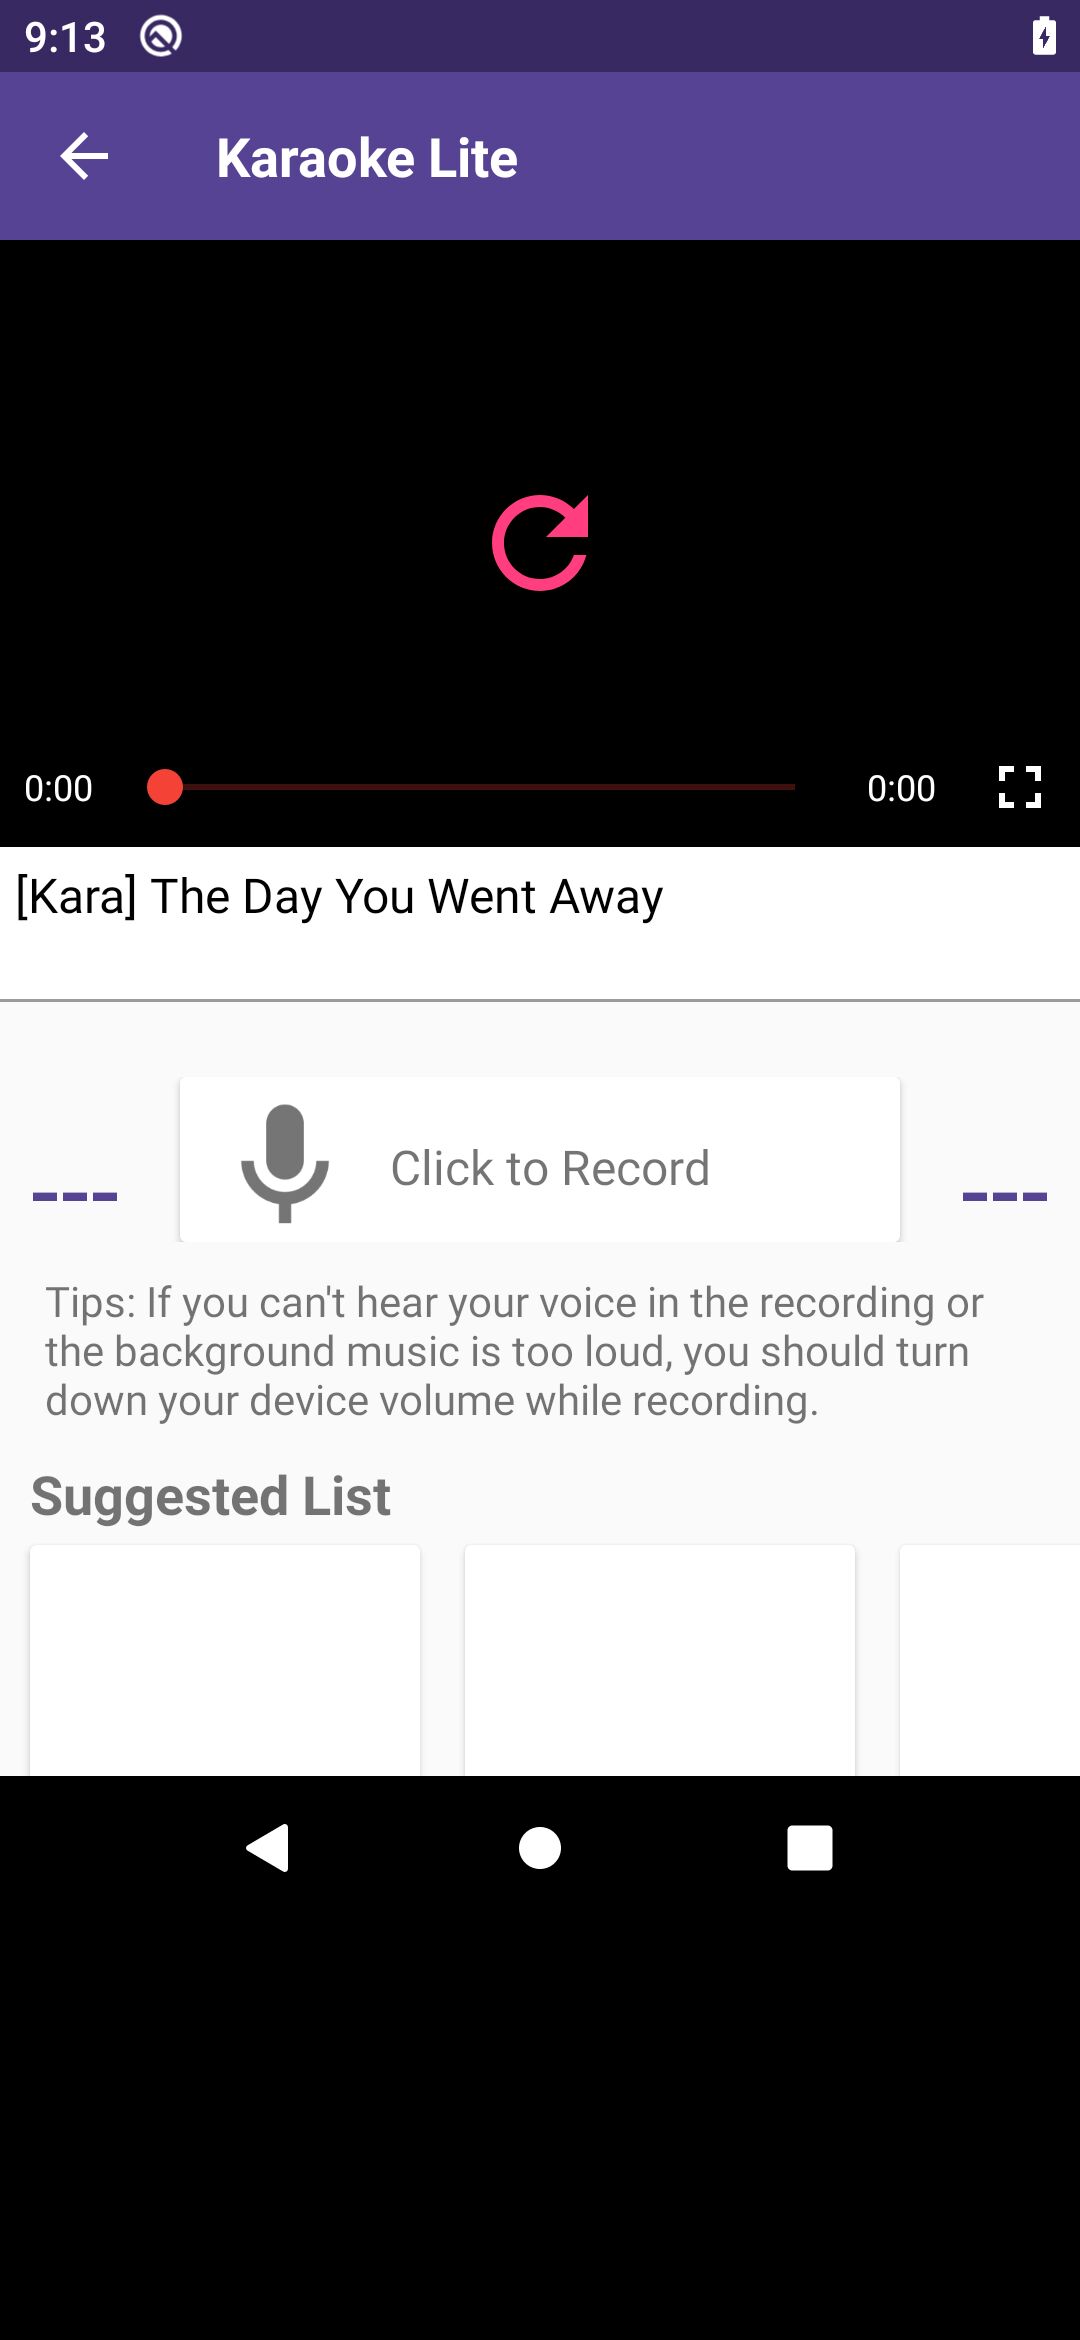 9:13
Karaoke Lite
0:00
0:00
[Kara] The Day You Went Away
Click to Record
---
---
Tips: If you can't hear your voice in the recording or
the background music is too loud, you should turn
down your device volume while recording.
Suggested List